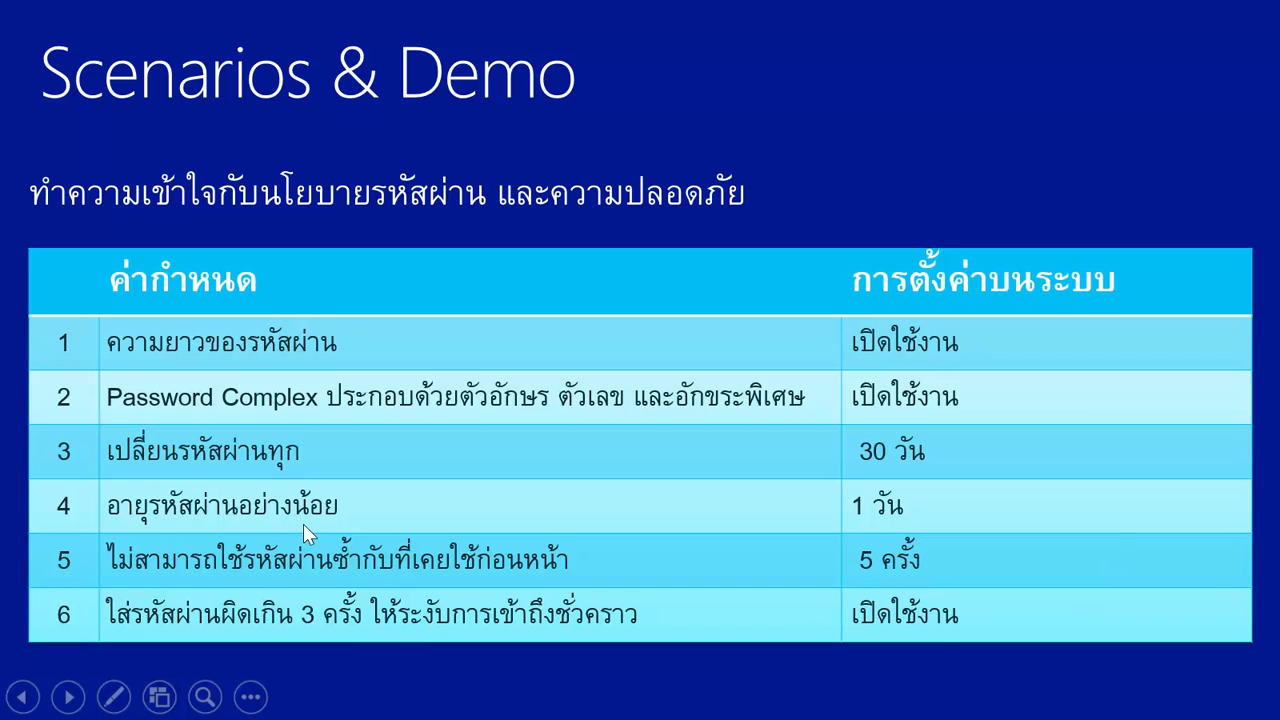 Scenarios & Demo
ทำความเข้าใจกับนโยบายรหัสผ่าน และความปลอดภัย
ค่ากำหนด การตั้งค่าบนระบบ
1 ความยาวของรหัสผ่าน เปิดใช้งาน
2 Password Complex ประกอบด้วยตัวอักษร ตัวเลข และอักขระพิเศษ เปิดใช้งาน
3 เปลี่ยนรหัสผ่านทุก 30 วัน
4 อายุรหัสผ่านอย่างน้อย 1 วัน
5 ไม่สามารถใช้รหัสผ่านซ้ำกับที่เคยใช้ก่อนหน้า 5 ครั้ง
6 ใส่รหัสผ่านผิดเกิน 3 ครั้ง ให้ระงับการเข้าถึงชั่วคราว เปิดใช้งาน